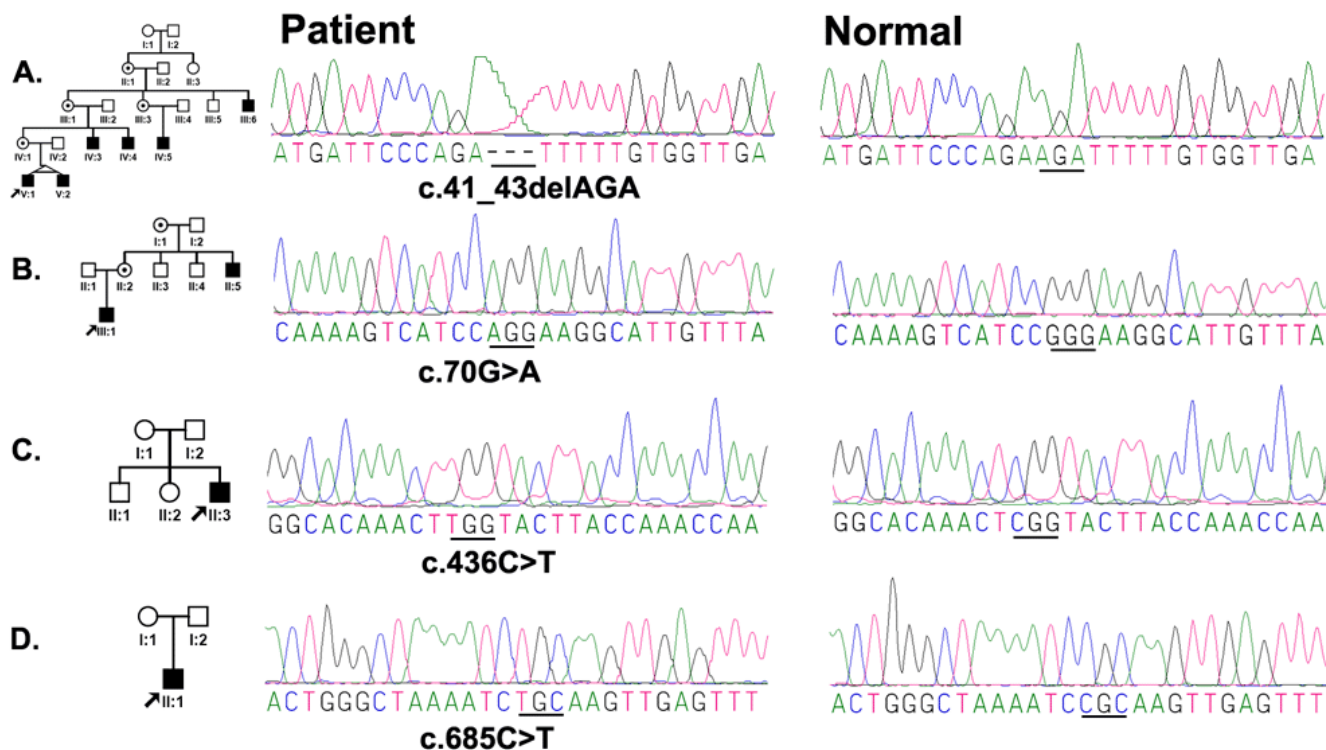 Patient
Normal
A.
I:1 I:2
II:1 II:2 II:3
III:1 III:2 III:3 III:4 III:5 III:6
IV:1 IV:2 IV:3 IV:4 IV:5
V:1 V:2
ATGATTCCCAGA---TTTTTGTGGTTGA
ATGATTCCCAGAAGATTTTTGTGGTTGA
c.41_43delAGA
B.
I:1 I:2
II:1 II:2 II:3 II:4 II:5
III:1
CAAAAGTCATCCAGGAAGGCATTGTTTA
CAAAAGTCATCCGGGAAGGCATTGTTTA
c.70G>A
C.
I:1 I:2
II:1 II:2 II:3
GGCACAAACTTGGTACTTACCAAACCAA
GGCACAAACTCGGTACTTACCAAACCAA
c.436C>T
D.
I:1 I:2
II:1
ACTGGGCTAAAATCTGCAAGTTGAGTTT
ACTGGGCTAAAATCCGCAAGTTGAGTTT
c.685C>T